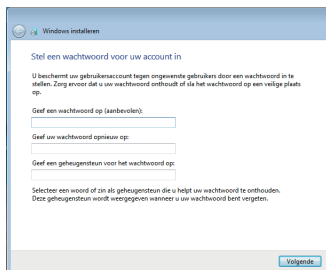 Windows installeren
Stel een wachtwoord voor uw account in
U beschermt uw gebruikersaccount tegen ongewenste gebruikers door een wachtwoord in te
stellen. Zorg ervoor dat u uw wachtwoord onthoudt of sla het wachtwoord op een veilige plaats
op.
Geef een wachtwoord op (aanbevolen):
Geef uw wachtwoord opnieuw op:
Geef een geheugensteun voor het wachtwoord op:
Selecteer een woord of zin als geheugensteun die u helpt uw wachtwoord te onthouden.
Deze geheugensteun wordt weergegeven wanneer u uw wachtwoord bent vergeten.
Volgende